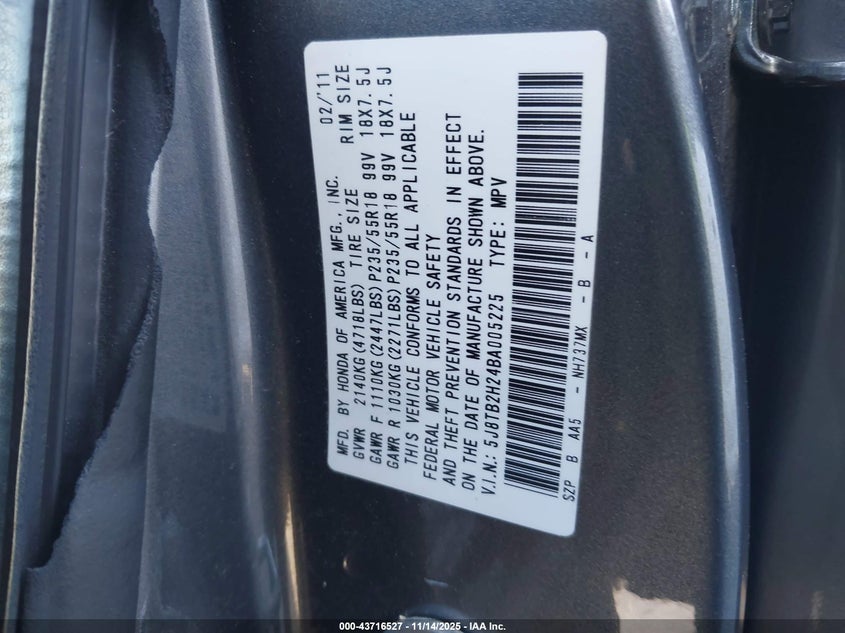 MFD. BY HONDA OF AMERICA MFG., INC. 02/'11
GVWR 2140KG(4718LBS) TIRE SIZE RIM SIZE
GAWR F 1110KG(2447LBS)P235/55R18 99V 18X7.5J
GAWR R 1030KG(2271LBS)P235/55R18 99V 18X7.5J
THIS VEHICLE CONFORMS TO ALL APPLICABLE
FEDERAL MOTOR VEHICLE SAFETY
AND THEFT PREVENTION STANDARDS IN EFFECT
ON THE DATE OF MANUFACTURE SHOWN ABOVE.
V.I.N.: 5J8TB2H24BA005225 TYPE: MPV
SZP B AA5 - NH737MX - B - A
000-43716527 - 11/14/2025 - IAA Inc.